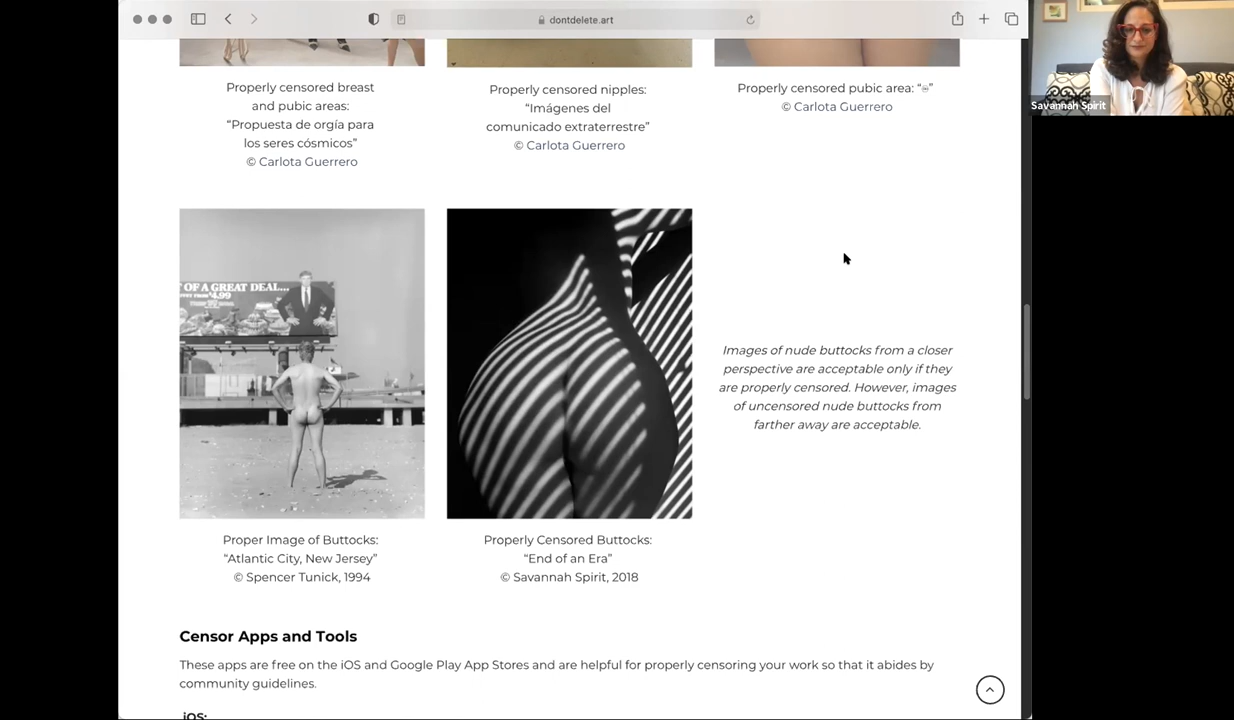 dontdelete.art
Savannah Spirit
Properly censored breast
and pubic areas:
“Propuesta de orgía para
los seres cósmicos”
© Carlota Guerrero
Properly censored nipples:
“Imágenes del
comunicado extraterrestre”
© Carlota Guerrero
Properly censored pubic area: “♾”
© Carlota Guerrero
OF A GREAT DEAL...
$4.99
Images of nude buttocks from a closer
perspective are acceptable only if they
are properly censored. However, images
of uncensored nude buttocks from
farther away are acceptable.
Proper Image of Buttocks:
“Atlantic City, New Jersey”
© Spencer Tunick, 1994
Properly Censored Buttocks:
“End of an Era”
© Savannah Spirit, 2018
Censor Apps and Tools
These apps are free on the iOS and Google Play App Stores and are helpful for properly censoring your work so that it abides by
community guidelines.
iOS: